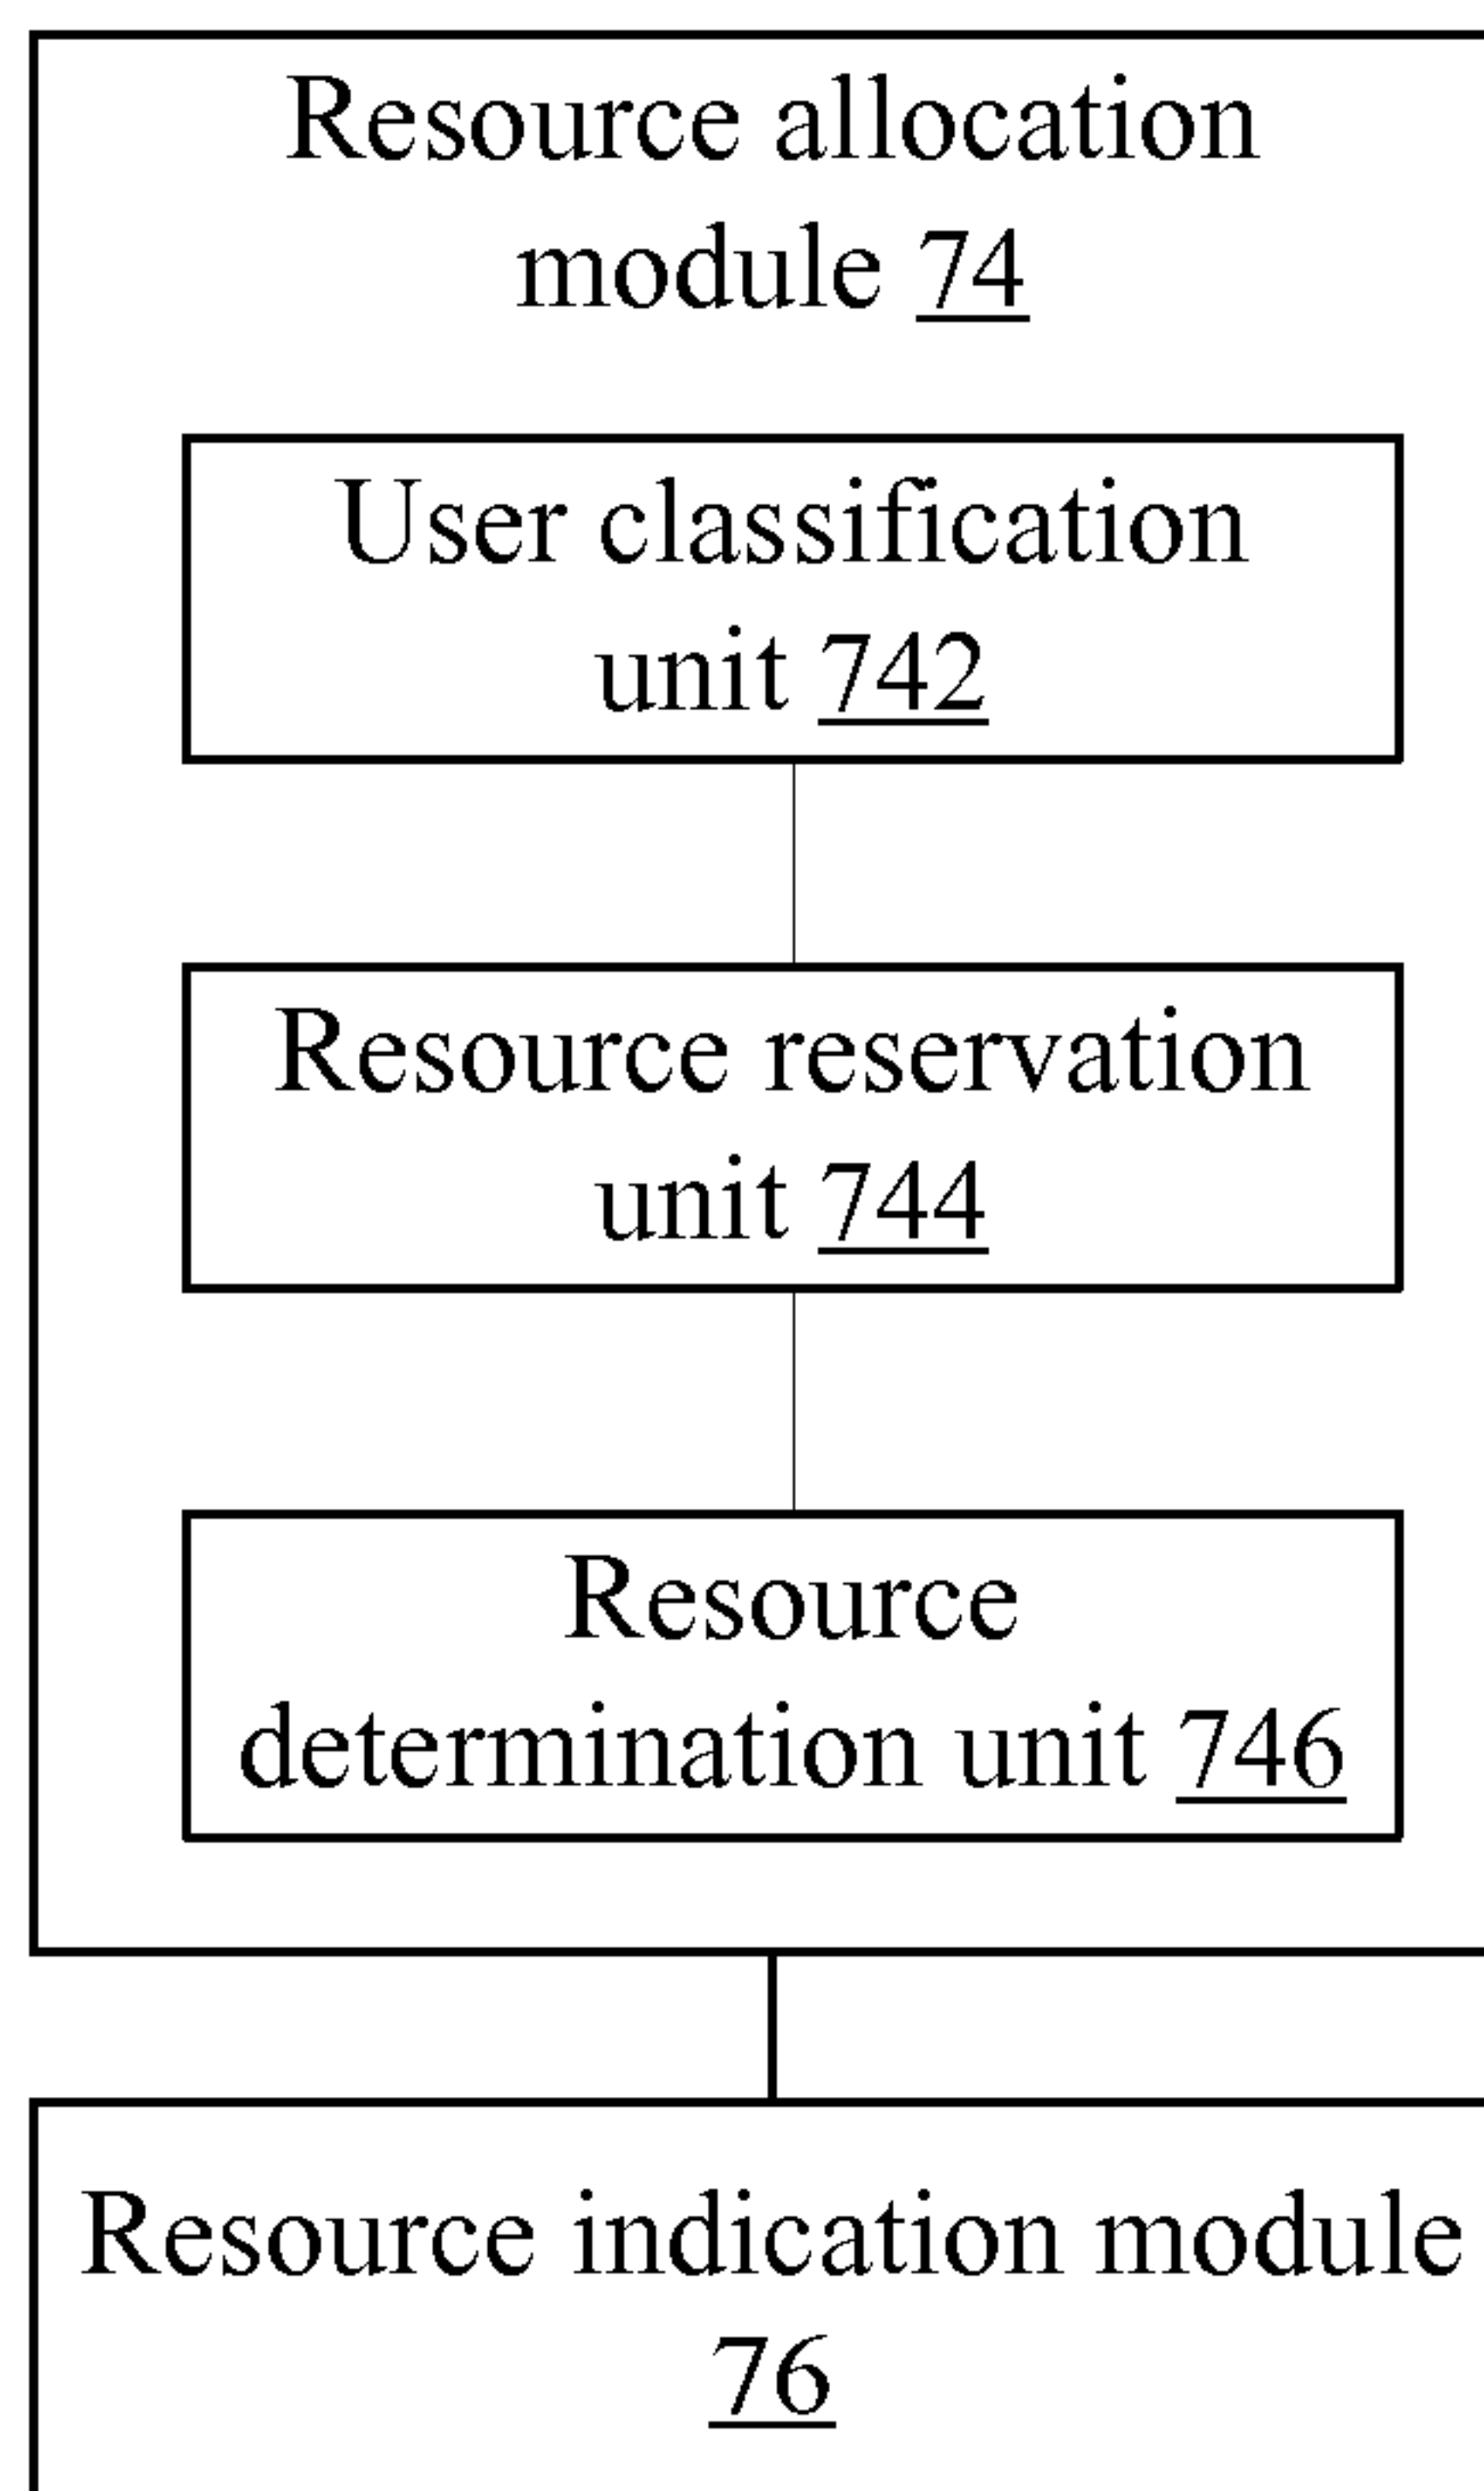 Resource allocation
module 74
User classification
unit 742
Resource reservation
unit 744
Resource
determination unit 746
Resource indication module
76